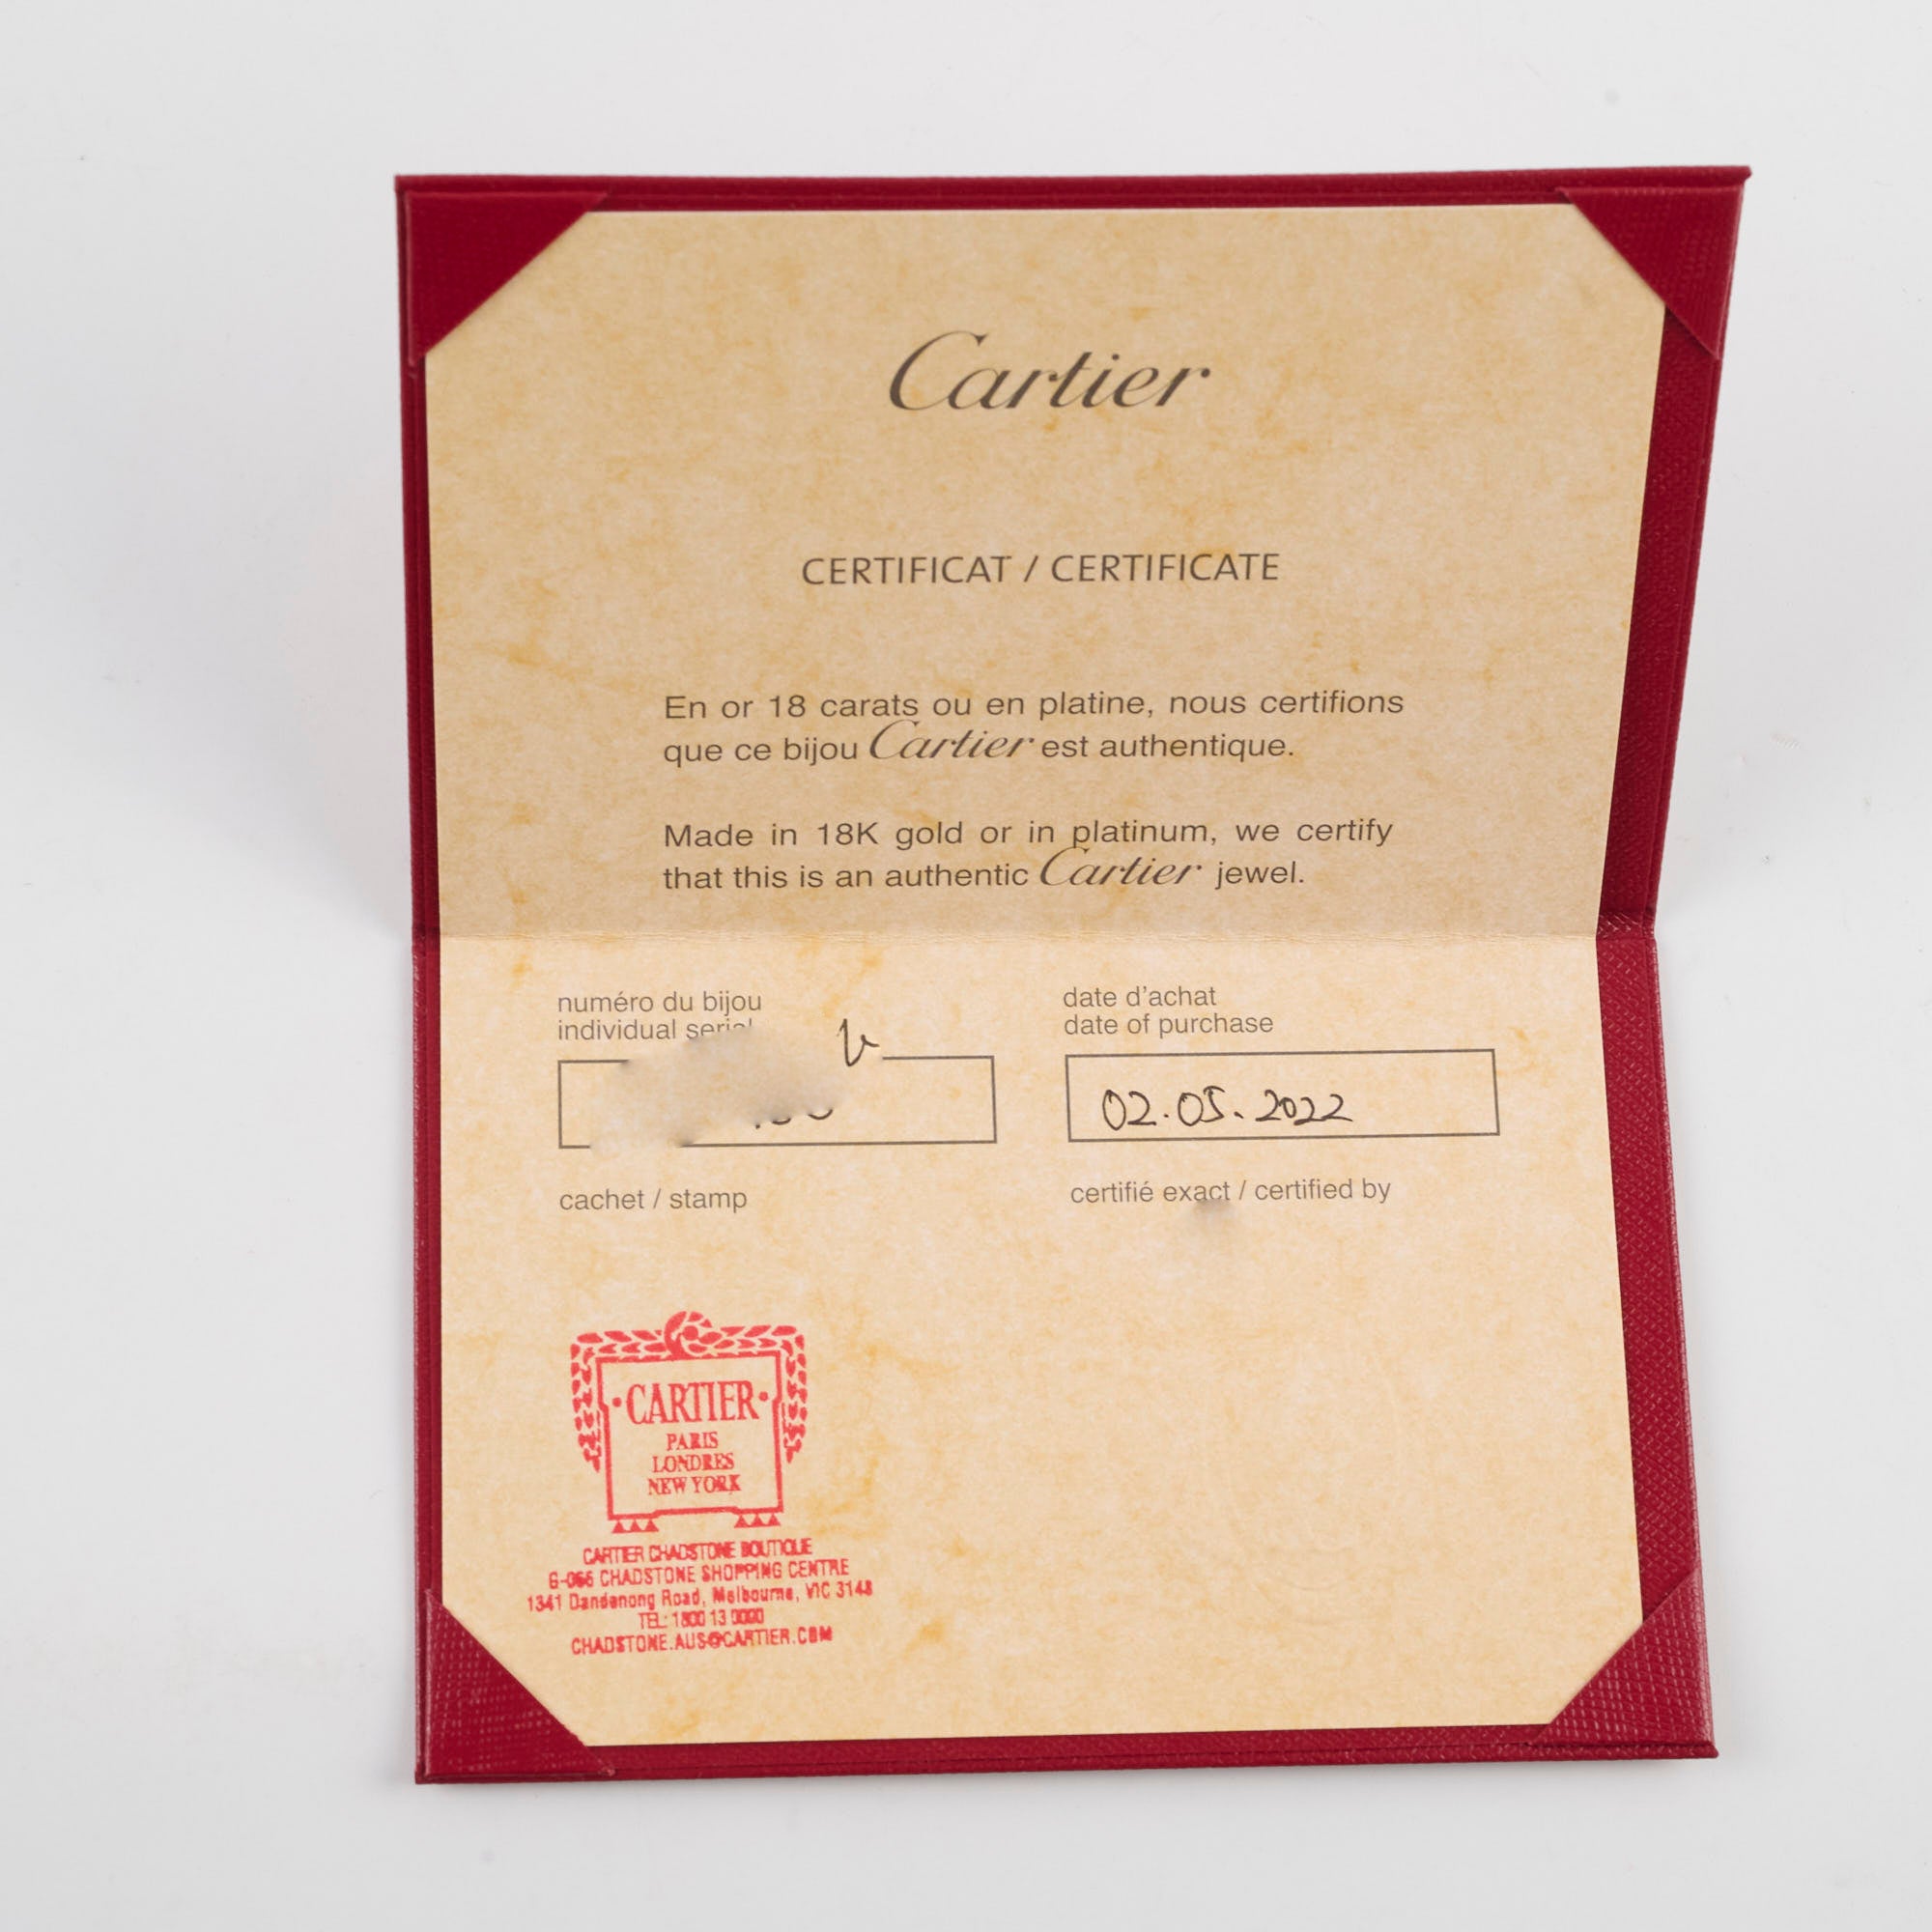 Cartier
CERTIFICAT / CERTIFICATE
En or 18 carats ou en platine, nous certifions
que ce bijou Cartier est authentique.
Made in 18K gold or in platinum, we certify
that this is an authentic Cartier jewel.
numéro du bijou
individual serial
date d'achat
date of purchase
02.05.2022
cachet / stamp
certifié exact / certified by
·CARTIER·
PARIS
LONDRES
NEW YORK
CARTIER CHADSTONE BOUTIQUE
CHADSTONE SHOPPING CENTRE
1341 Dandenong Road, Melbourne, VIC 3148
TEL: 1800 13 0000
CHADSTONE.AUS@CARTIER.COM